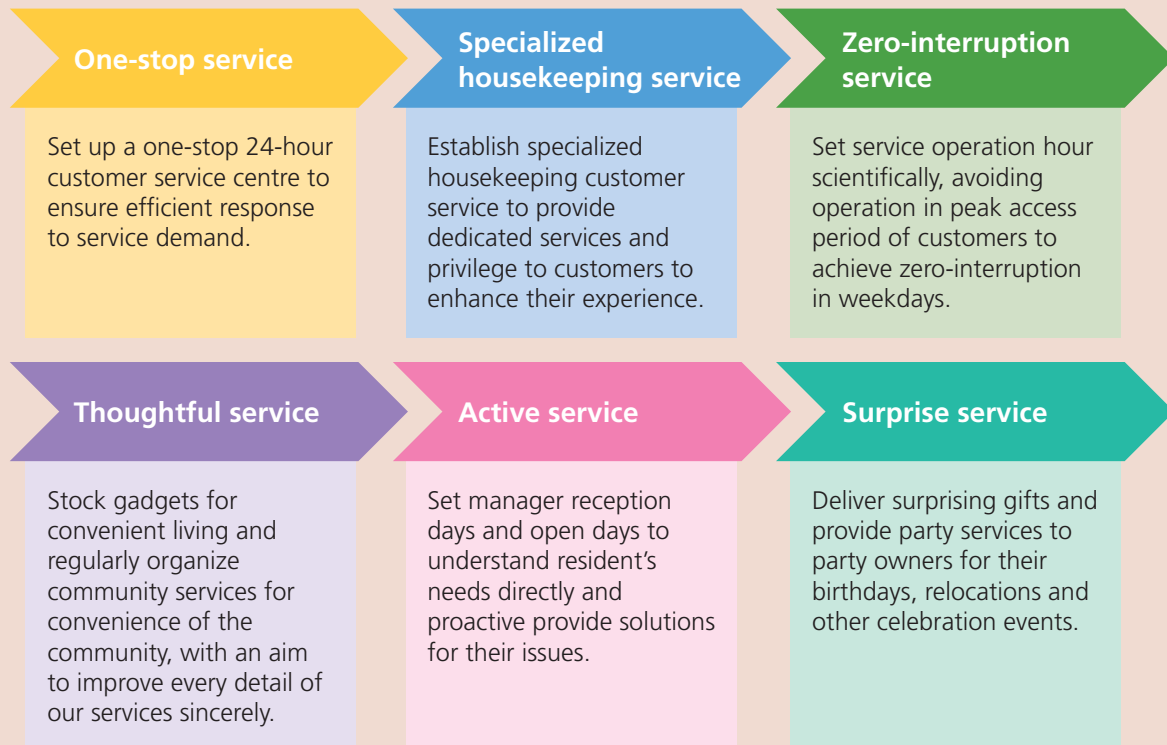 One-stop service
Set up a one-stop 24-hour
customer service centre to
ensure efficient response
to service demand.
Specialized
housekeeping service
Establish specialized
housekeeping customer
service to provide
dedicated services and
privilege to customers to
enhance their experience.
Zero-interruption
service
Set service operation hour
scientifically, avoiding
operation in peak access
period of customers to
achieve zero-interruption
in weekdays.
Thoughtful service
Stock gadgets for
convenient living and
regularly organize
community services for
convenience of the
community, with an aim
to improve every detail of
our services sincerely.
Active service
Set manager reception
days and open days to
understand resident’s
needs directly and
proactive provide solutions
for their issues.
Surprise service
Deliver surprising gifts and
provide party services to
party owners for their
birthdays, relocations and
other celebration events.